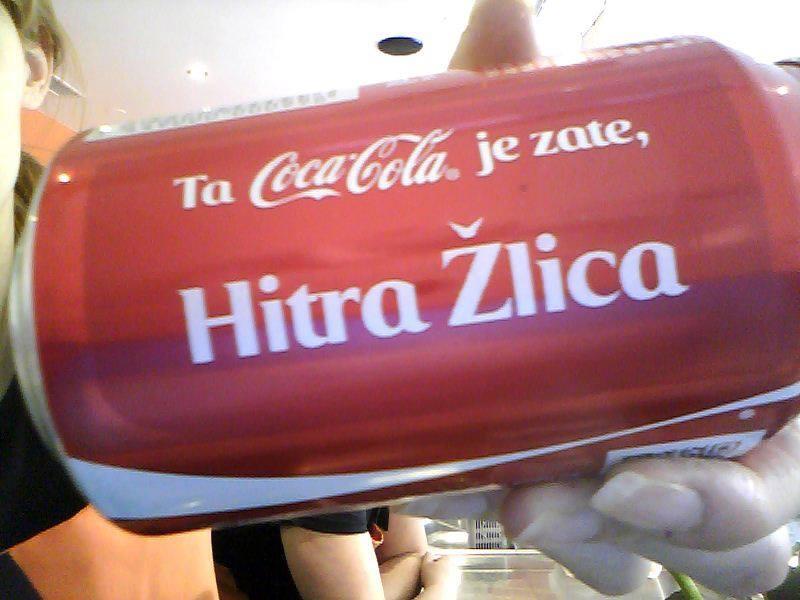 Ta Coca-Cola je zate,
Hitra Žlica